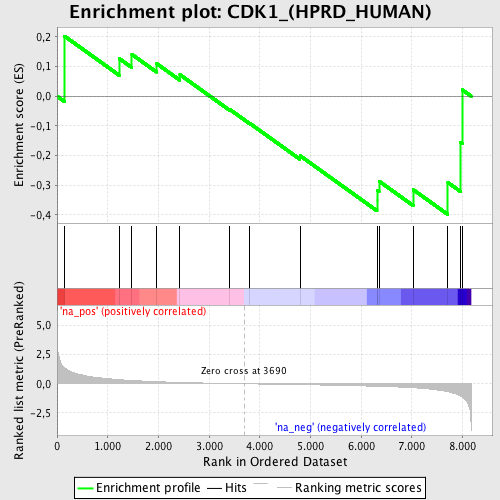 Enrichment plot: CDK1_(HPRD_HUMAN)
Enrichment score (ES)
0,2
0,1
0,0
-0,1
-0,2
-0,3
-0,4
'na_pos' (positively correlated)
Ranked list metric (PreRanked)
5,0
2,5
0,0
-2,5
Zero cross at 3690
'na_neg' (negatively correlated)
0 1.000 2.000 3.000 4.000 5.000 6.000 7.000 8.000
Rank in Ordered Dataset
Enrichment profile Hits Ranking metric scores